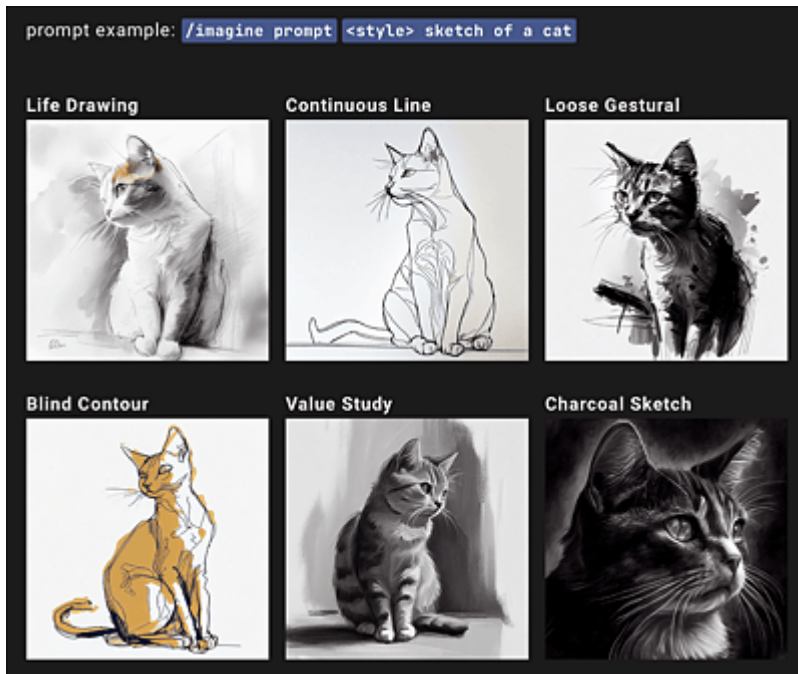 prompt example: /imagine prompt <style> sketch of a cat
Life Drawing
Continuous Line
Loose Gestural
Blind Contour
Value Study
Charcoal Sketch